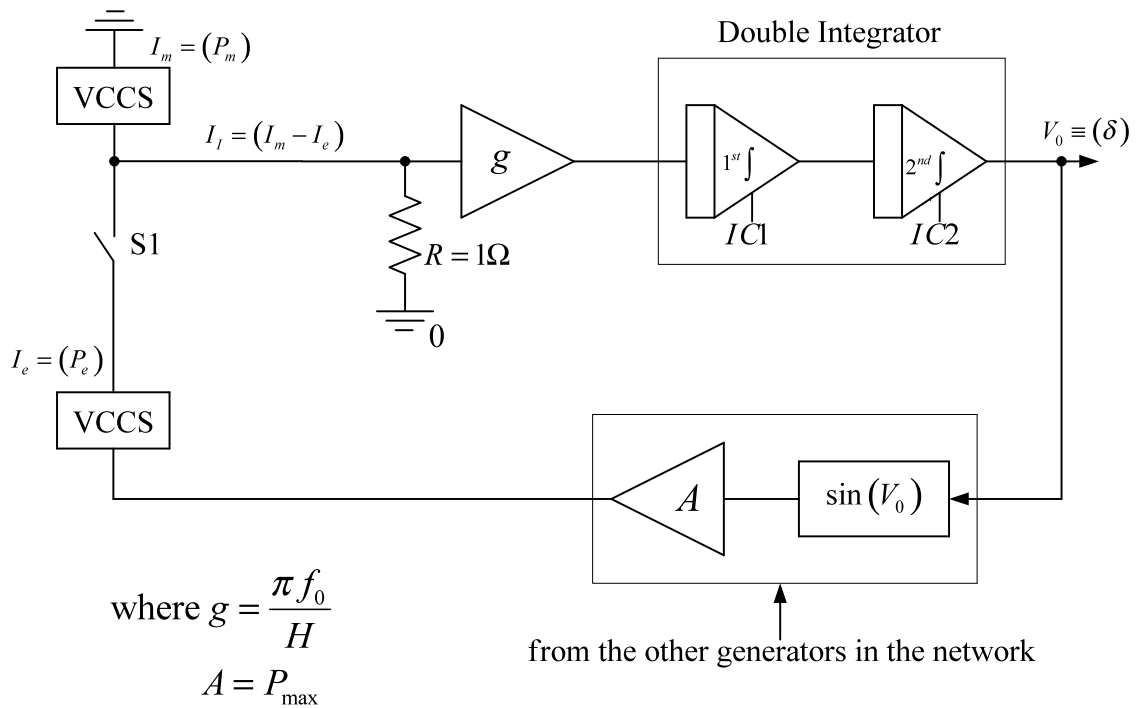 Double Integrator
I_m = (P_m)
VCCS
I_I = (I_m − I_e)
V_0 ≡ (δ)
g
1^st ∫
2^nd ∫
IC1
IC2
S1
R = 1Ω
0
I_e = (P_e)
VCCS
A
sin(V_0)
where g = πf_0 / H
A = P_max
from the other generators in the network